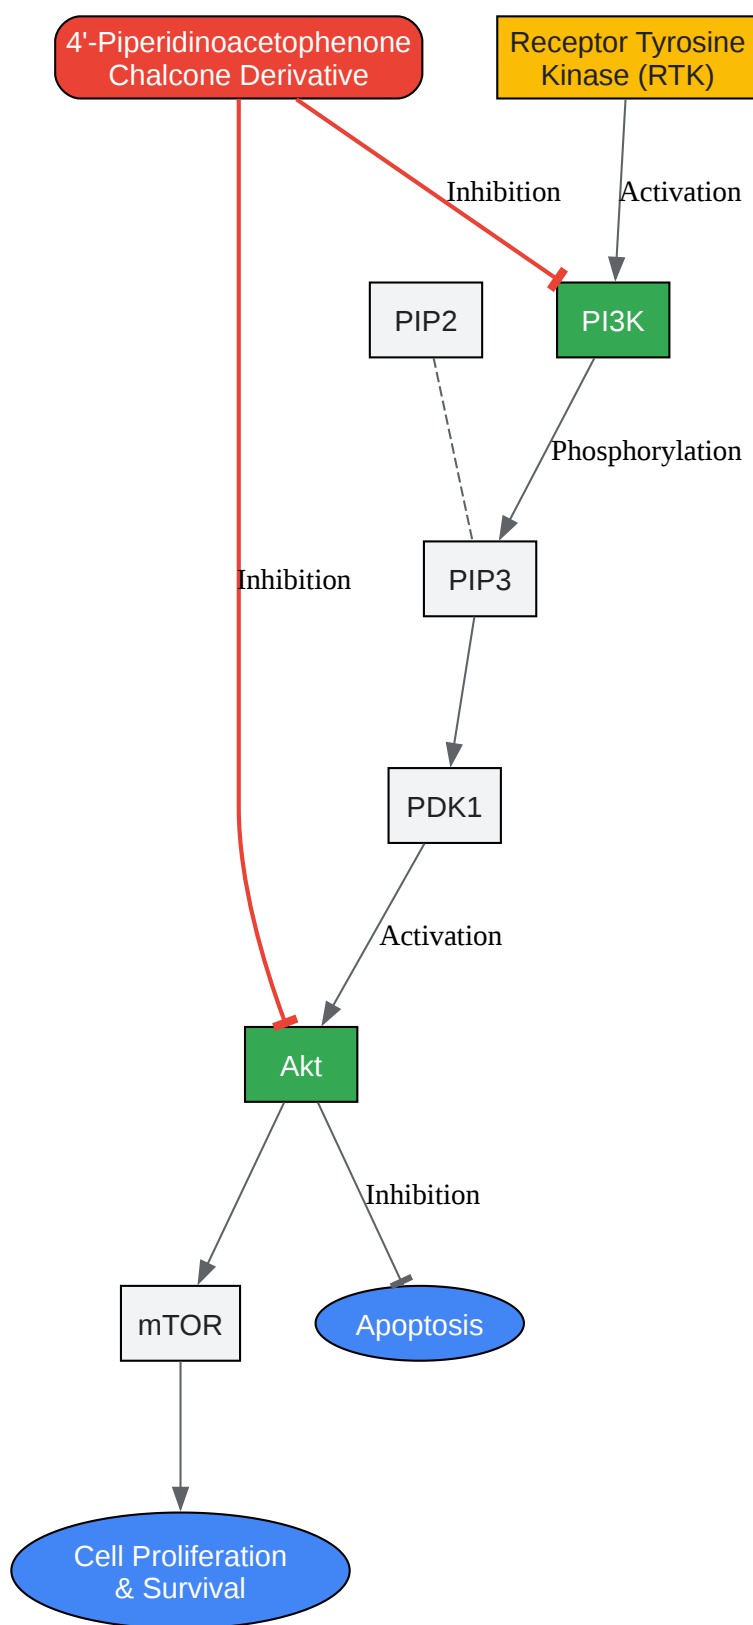 4'-Piperidinoacetophenone
Chalcone Derivative
Receptor Tyrosine
Kinase (RTK)
Inhibition
Activation
PIP2
PI3K
Phosphorylation
PIP3
Inhibition
PDK1
Activation
Akt
Inhibition
mTOR
Apoptosis
Cell Proliferation
& Survival